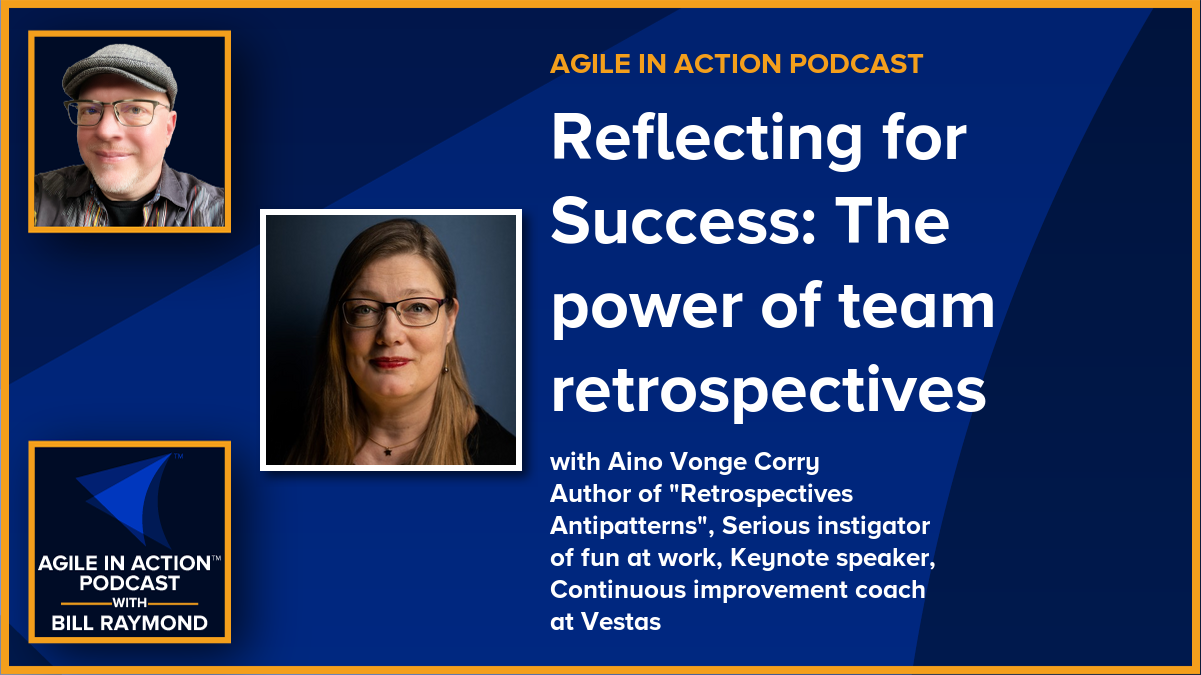 AGILE IN ACTION PODCAST
Reflecting for
Success: The
power of team
retrospectives
with Aino Vonge Corry
Author of "Retrospectives
Antipatterns", Serious instigator
of fun at work, Keynote speaker,
Continuous improvement coach
at Vestas
TM
AGILE IN ACTION™
PODCAST
WITH
BILL RAYMOND